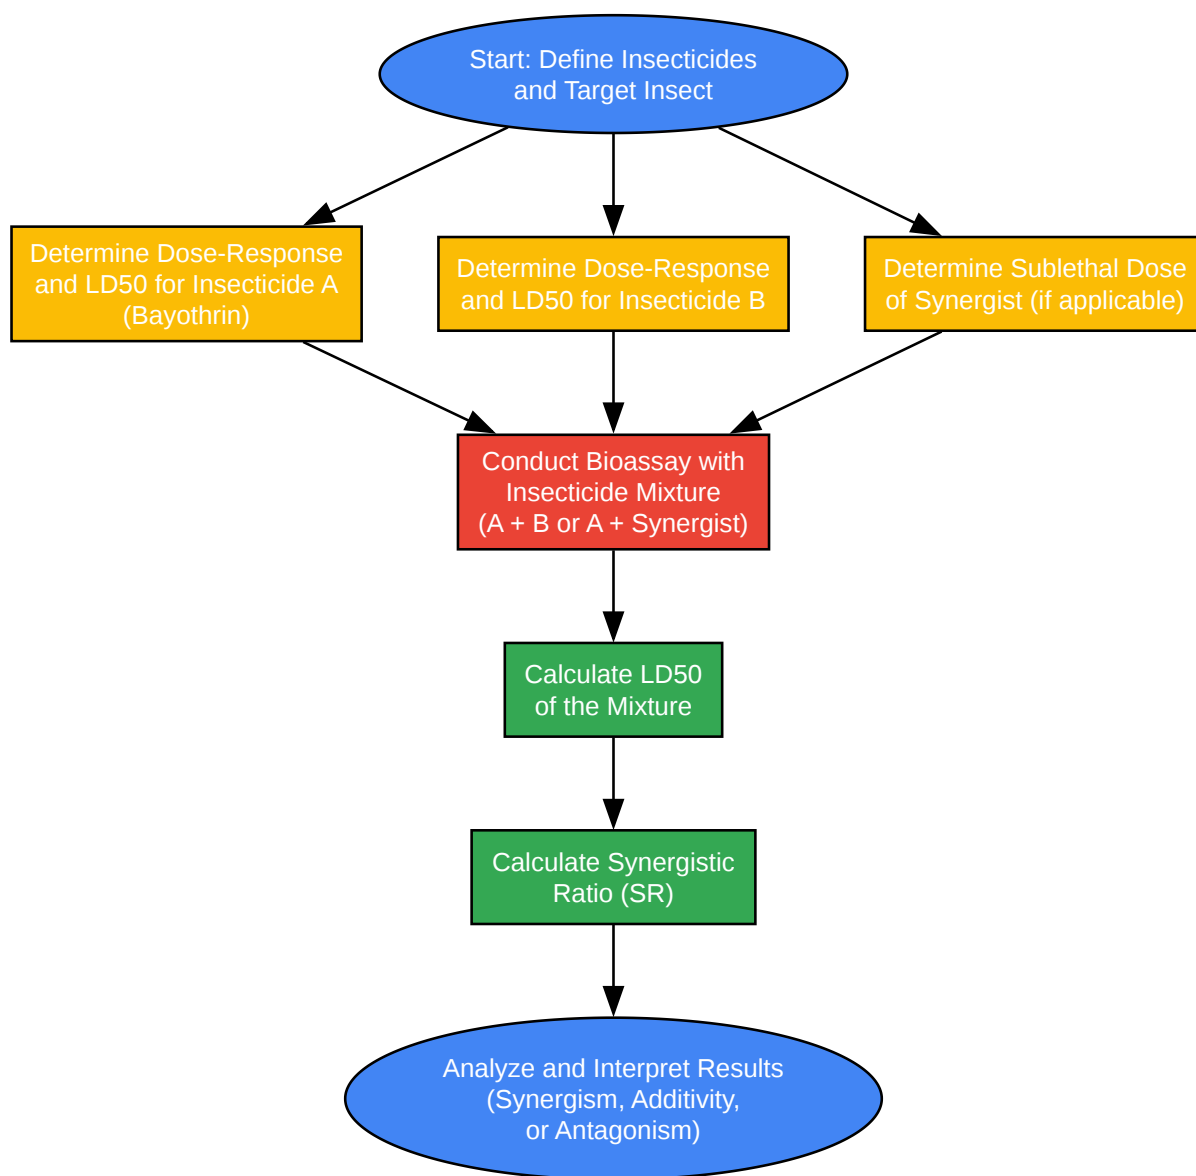 Start: Define Insecticides
and Target Insect
Determine Dose-Response
and LD50 for Insecticide A
(Bayothrin)
Determine Dose-Response
and LD50 for Insecticide B
Determine Sublethal Dose
of Synergist (if applicable)
Conduct Bioassay with
Insecticide Mixture
(A + B or A + Synergist)
Calculate LD50
of the Mixture
Calculate Synergistic
Ratio (SR)
Analyze and Interpret Results
(Synergism, Additivity,
or Antagonism)